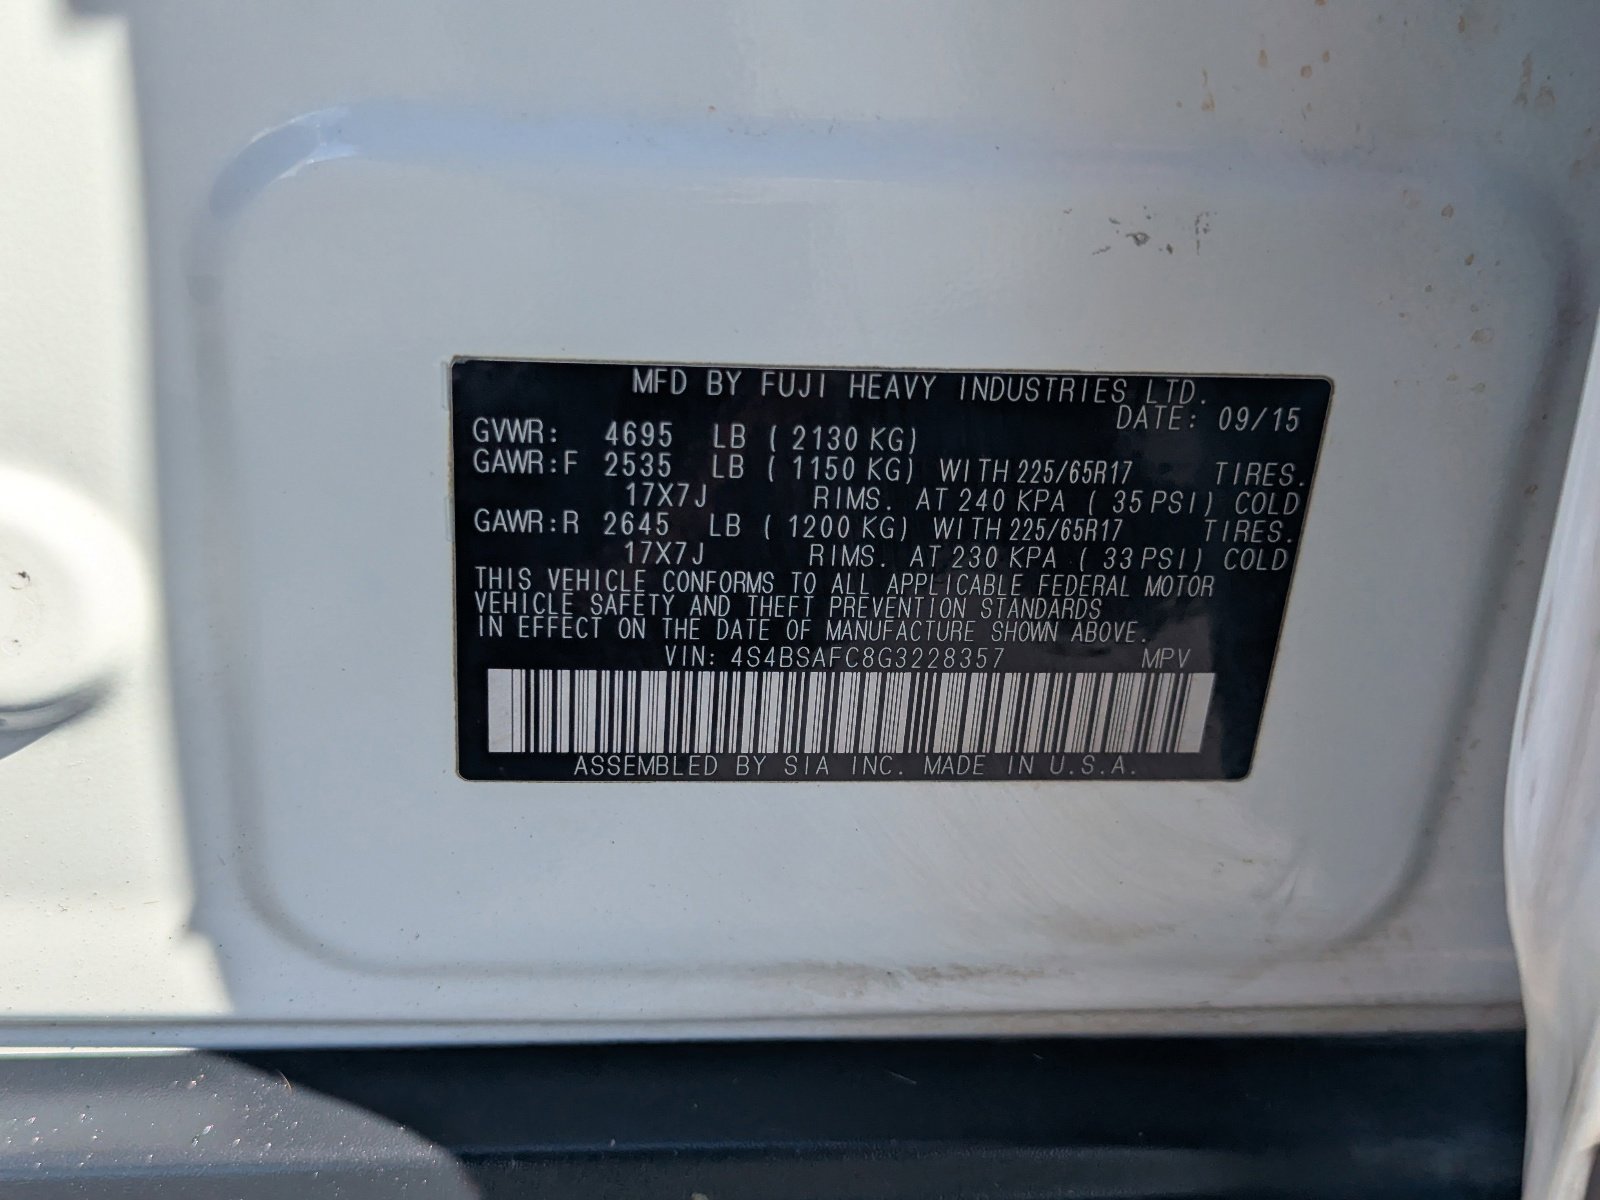 MFD BY FUJI HEAVY INDUSTRIES LTD.
DATE: 09/15
GVWR: 4695 LB ( 2130 KG)
GAWR:F 2535 LB ( 1150 KG) WITH 225/65R17 TIRES.
17X7J RIMS. AT 240 KPA ( 35 PSI) COLD
GAWR:R 2645 LB ( 1200 KG) WITH 225/65R17 TIRES.
17X7J RIMS. AT 230 KPA ( 33 PSI) COLD
THIS VEHICLE CONFORMS TO ALL APPLICABLE FEDERAL MOTOR
VEHICLE SAFETY AND THEFT PREVENTION STANDARDS
IN EFFECT ON THE DATE OF MANUFACTURE SHOWN ABOVE.
VIN: 4S4BSAFC8G3228357 MPV
ASSEMBLED BY SIA INC. MADE IN U.S.A.